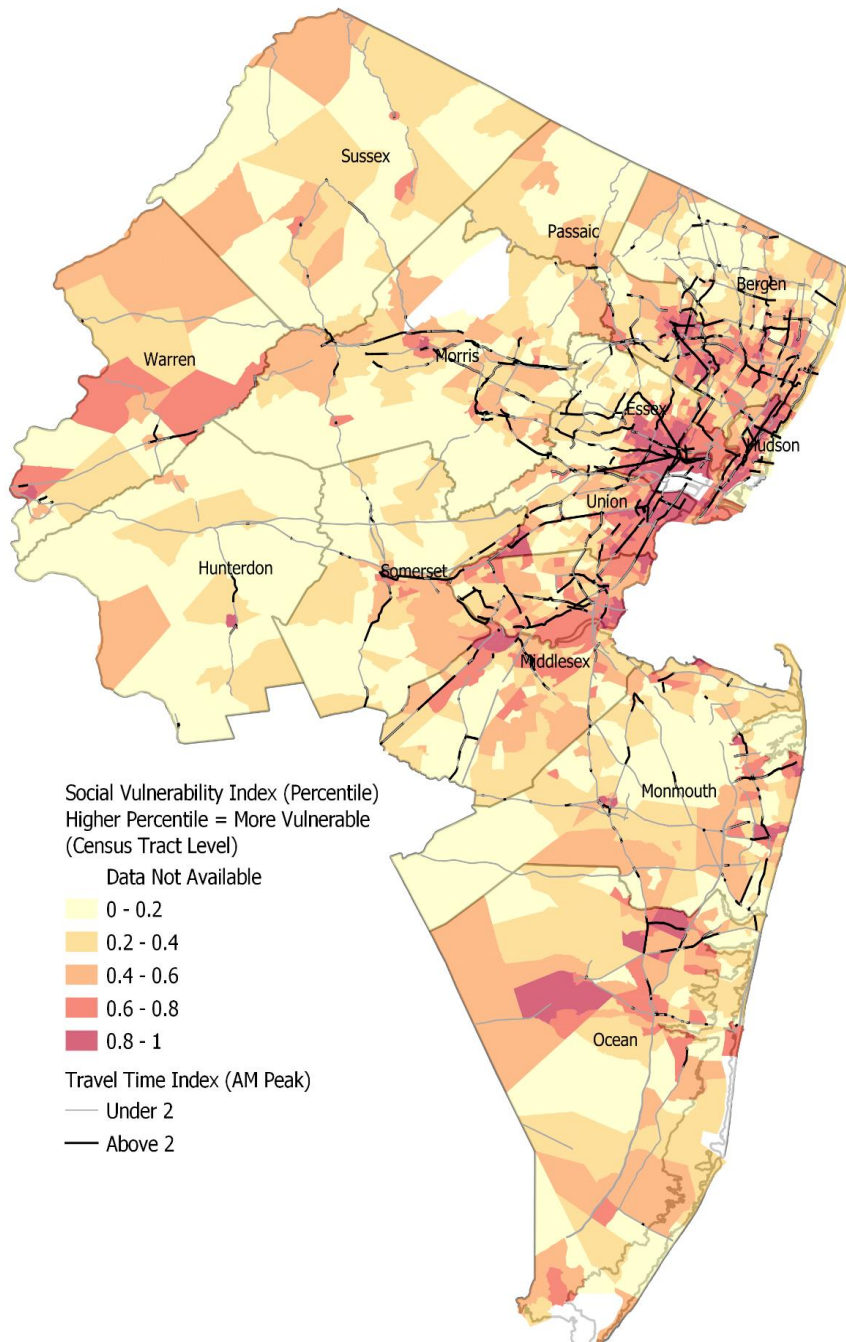 Sussex
Passaic
Bergen
Warren
Morris
Essex
Hudson
Union
Hunterdon
Somerset
Middlesex
Monmouth
Ocean
Social Vulnerability Index (Percentile)
Higher Percentile = More Vulnerable
(Census Tract Level)
Data Not Available
0 - 0.2
0.2 - 0.4
0.4 - 0.6
0.6 - 0.8
0.8 - 1
Travel Time Index (AM Peak)
Under 2
Above 2